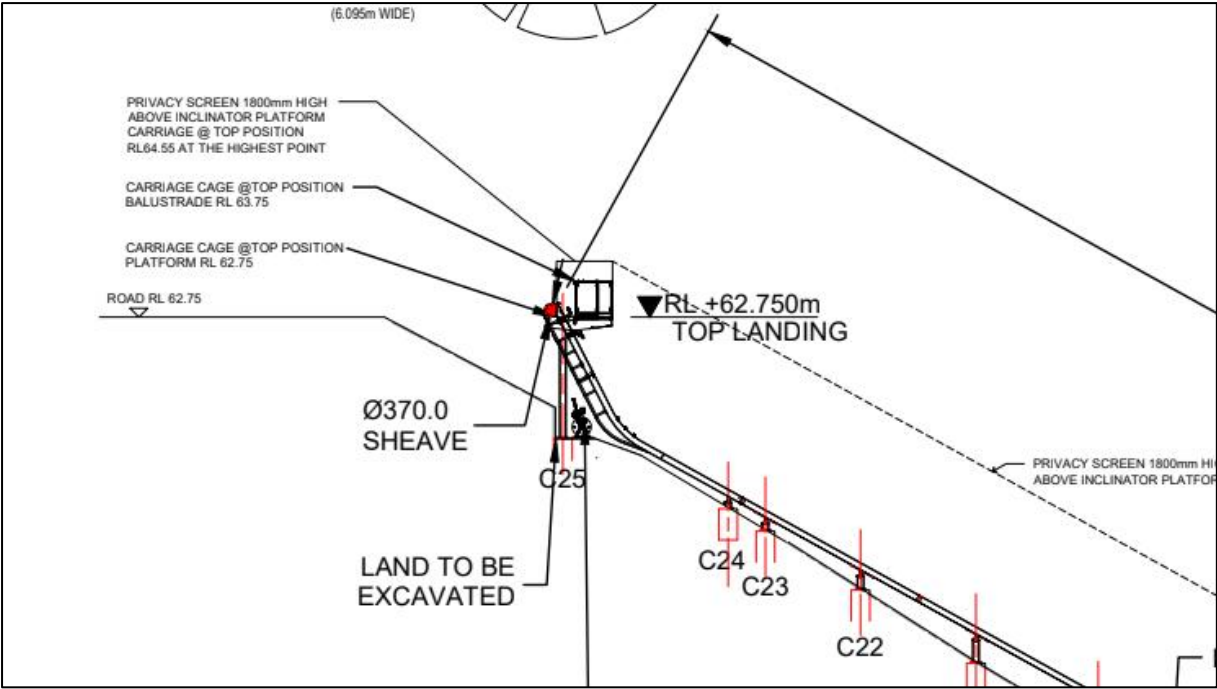 (6.095m WIDE)
PRIVACY SCREEN 1800mm HIGH
ABOVE INCLINATOR PLATFORM
CARRIAGE @ TOP POSITION
RL64.55 AT THE HIGHEST POINT
CARRIAGE CAGE @TOP POSITION
BALUSTRADE RL 63.75
CARRIAGE CAGE @TOP POSITION
PLATFORM RL 62.75
ROAD RL 62.75
RL +62.750m
TOP LANDING
Ø370.0
SHEAVE
C25
PRIVACY SCREEN 1800mm HI
ABOVE INCLINATOR PLATFOR
LAND TO BE
EXCAVATED
C24
C23
C22